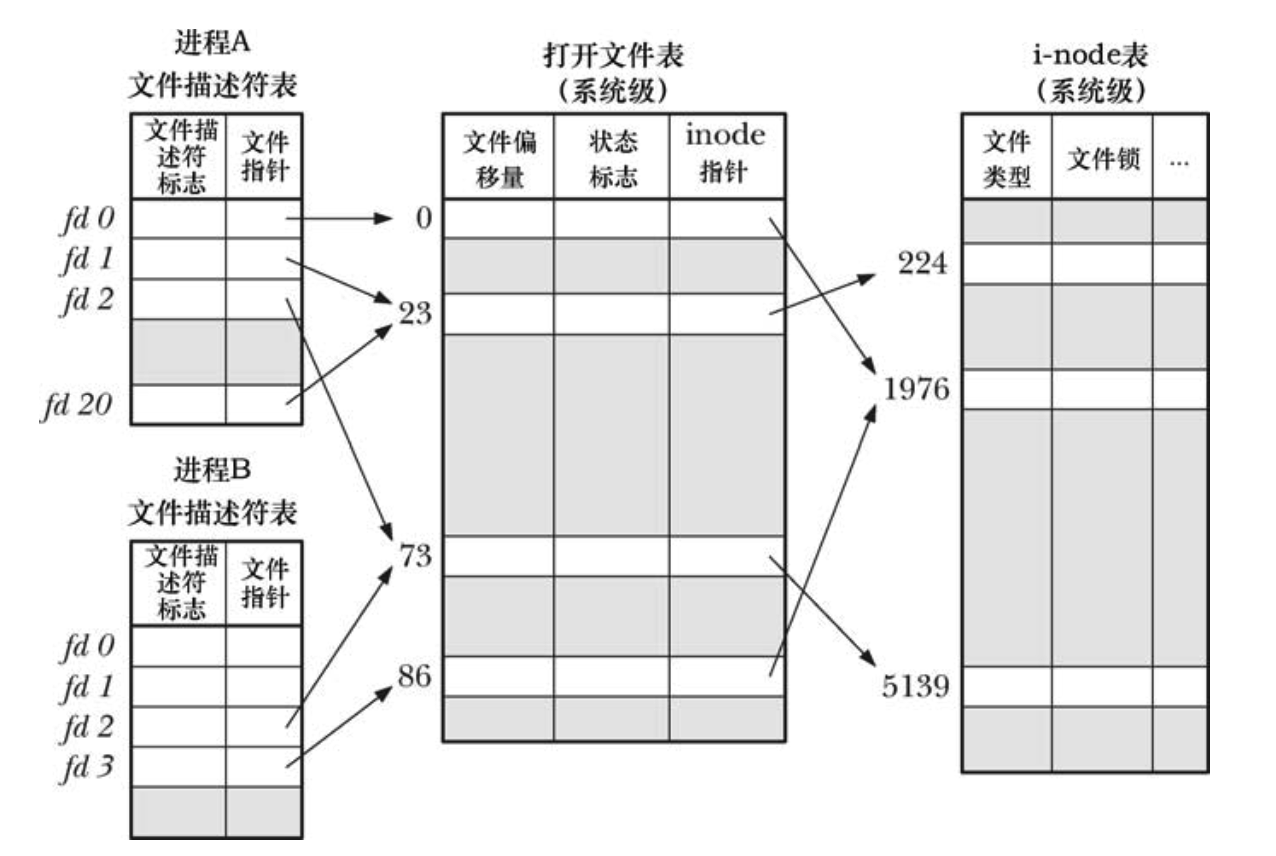 进程A
文件描述符表
文件描
述符
标志
文件
指针
fd 0
fd 1
fd 2
fd 20
进程B
文件描述符表
文件描
述符
标志
文件
指针
fd 0
fd 1
fd 2
fd 3
打开文件表
(系统级)
文件偏
移量
状态
标志
inode
指针
0
23
73
86
i-node表
(系统级)
文件
类型
文件锁
...
224
1976
5139